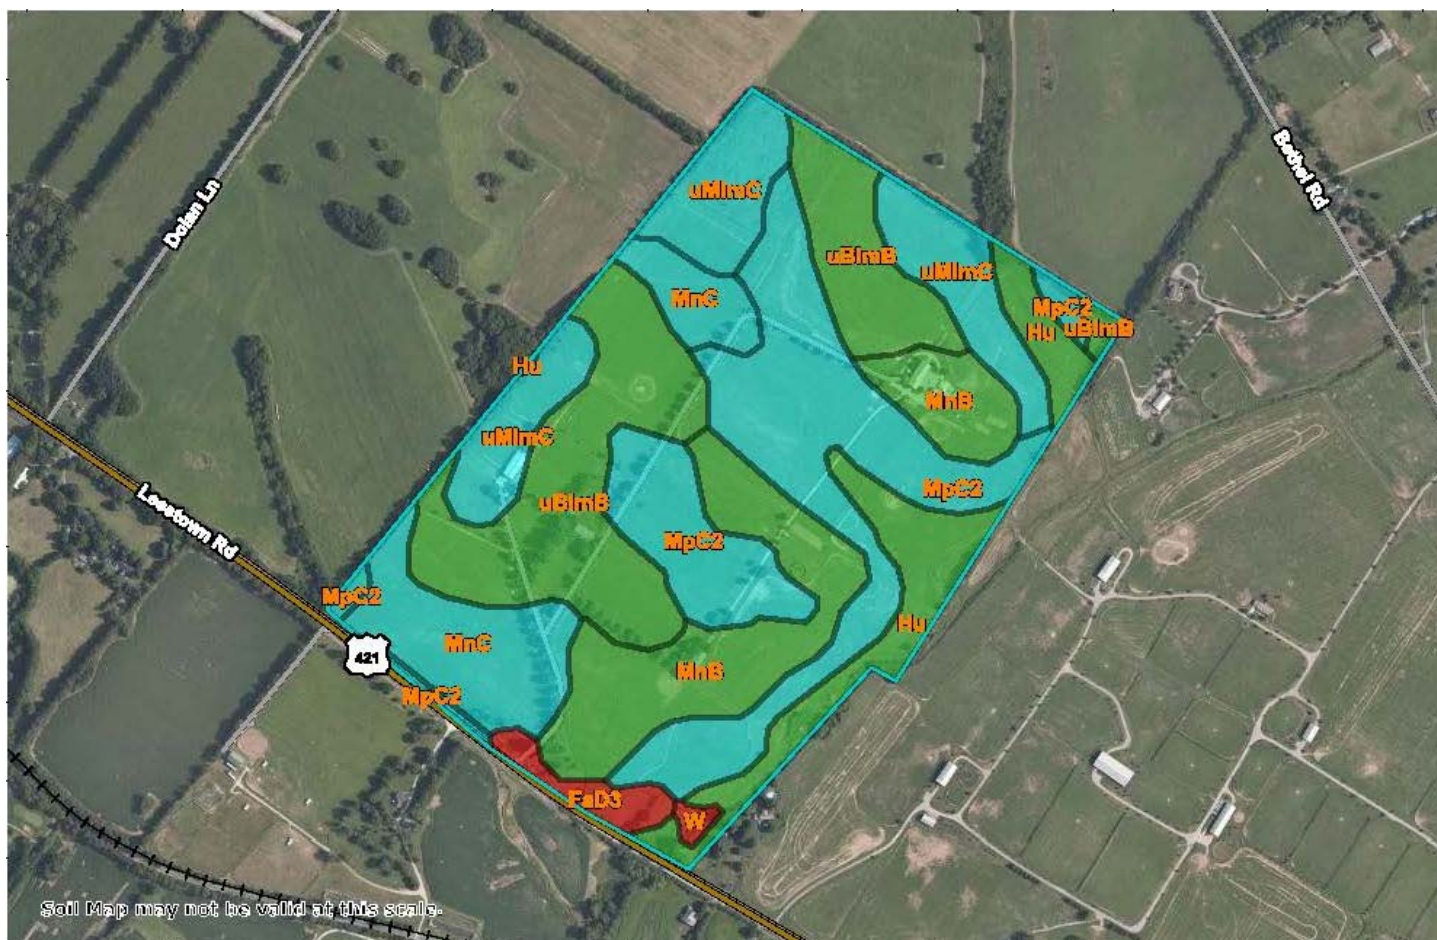 uMlmC
Bethel Rd
Dolan Ln
uBlmB
uMlmC
MnC
MpC2
Hu
uBlmB
Hu
MnB
uMlmC
MpC2
uBlmB
Leestown Rd
MpC2
MpC2
Hu
MnC
421
MnB
MpC2
FaD3
W
Soil Map may not be valid at this scale.